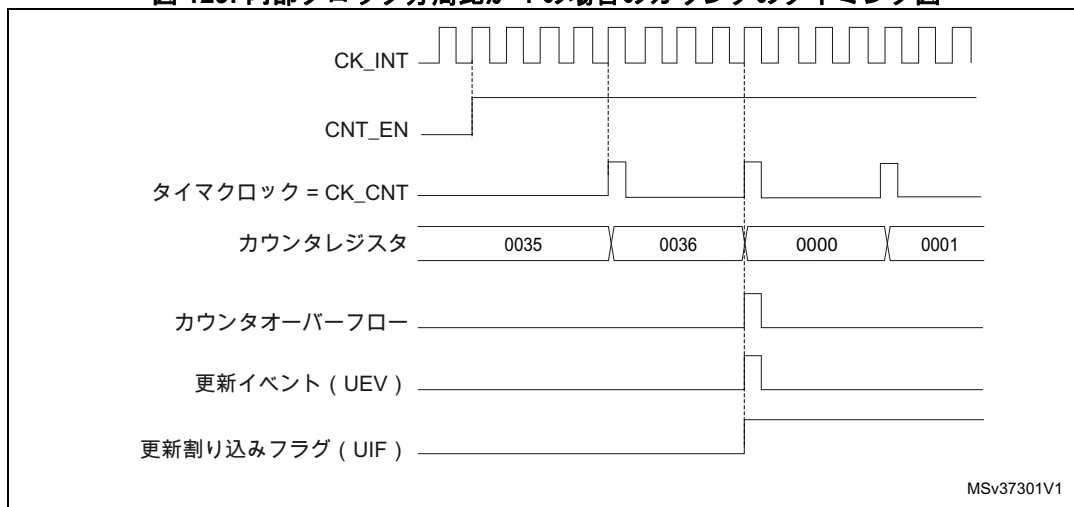 CK_INT
CNT_EN
タイマクロック = CK_CNT
カウンタレジスタ 0035 0036 0000 0001
カウンタオーバーフロー
更新イベント ( UEV )
更新割り込みフラグ ( UIF )
MSv37301V1